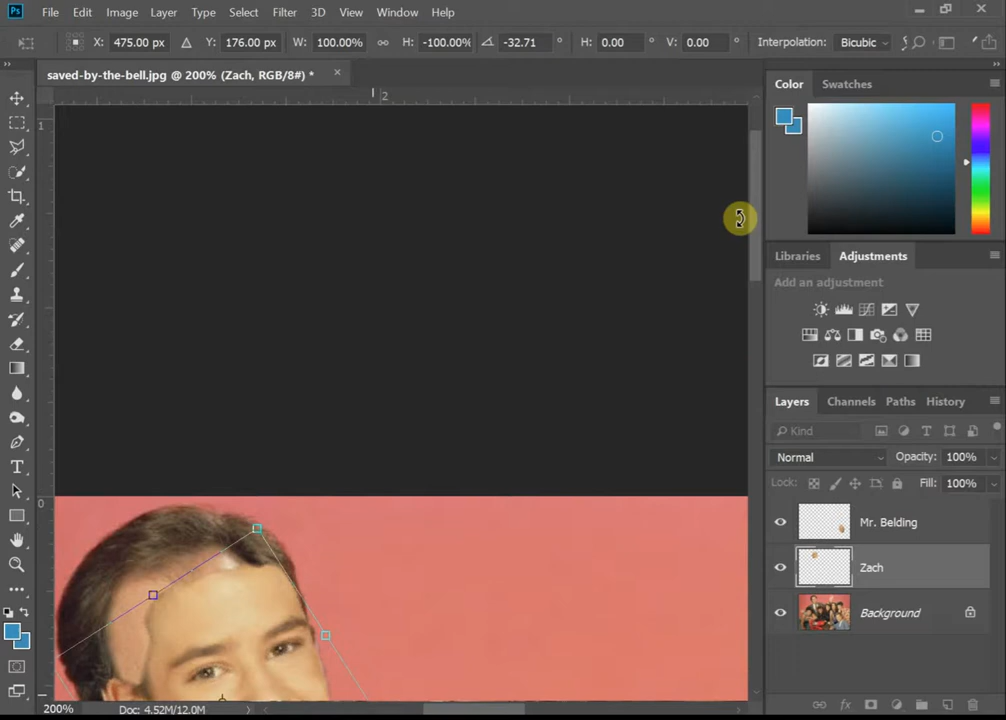 Ps File Edit Image Layer Type Select Filter 3D View Window Help
X: 475.00 px Y: 176.00 px W: 100.00% H: -100.00% -32.71 ° H: 0.00 ° V: 0.00 ° Interpolation: Bicubic
saved-by-the-bell.jpg @ 200% (Zach, RGB/8#) * ×
2
1
0
Color Swatches
Libraries Adjustments
Add an adjustment
Layers Channels Paths History
Kind
Normal Opacity: 100%
Lock: Fill: 100%
Mr. Belding
Zach
Background
200% Doc: 4.52M/12.0M